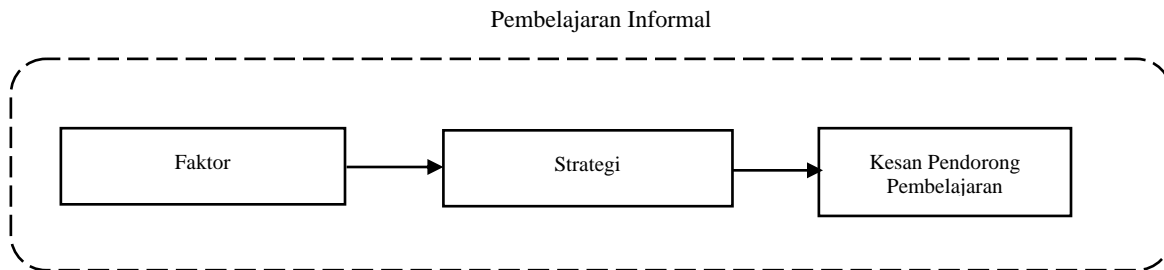 Pembelajaran Informal
Faktor
Strategi
Kesan Pendorong
Pembelajaran